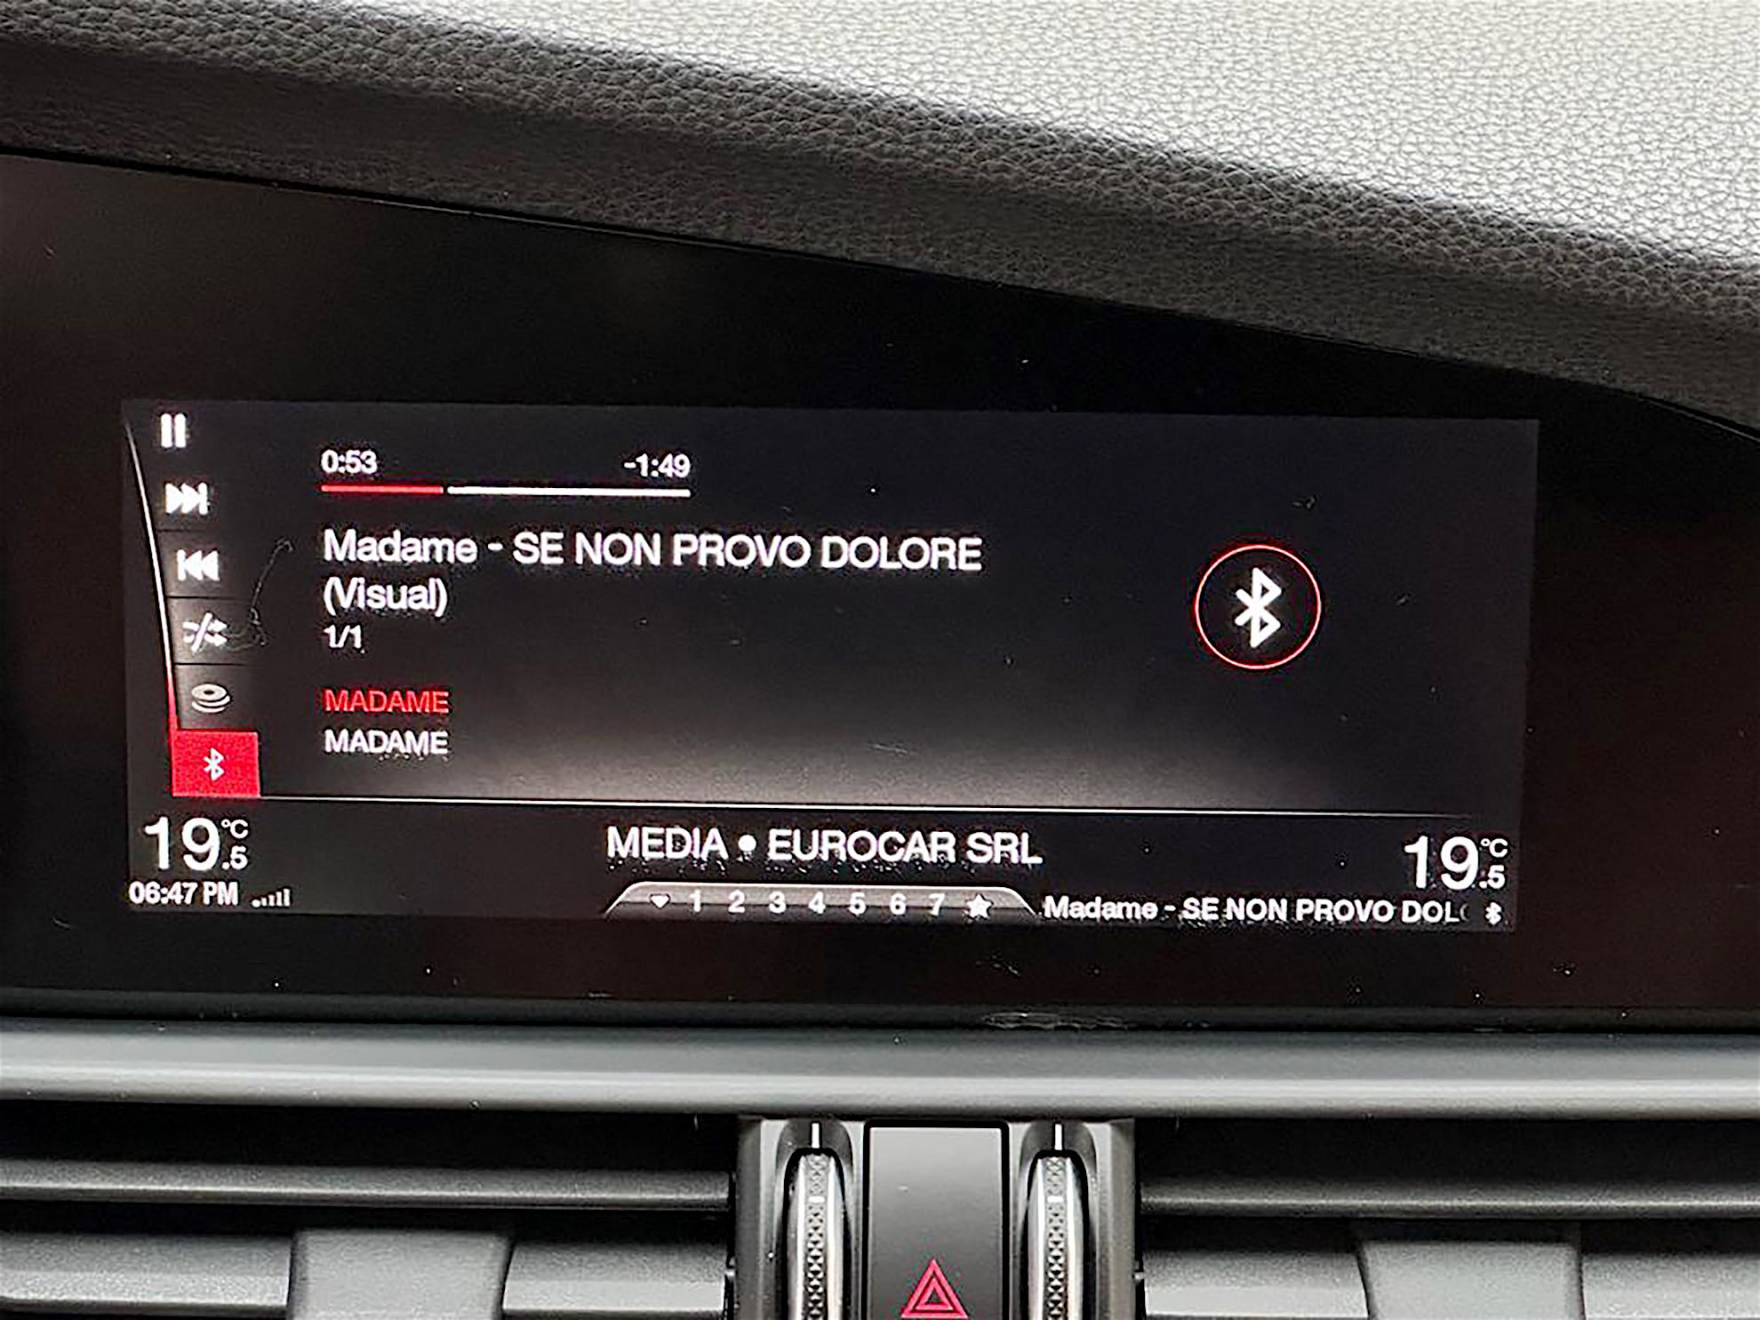 0:53 -1:49
Madame - SE NON PROVO DOLORE
(Visual)
1/1
MADAME
MADAME
19.5 °C
MEDIA • EUROCAR SRL
19.5 °C
06:47 PM
1 2 3 4 5 6 7
Madame - SE NON PROVO DOL